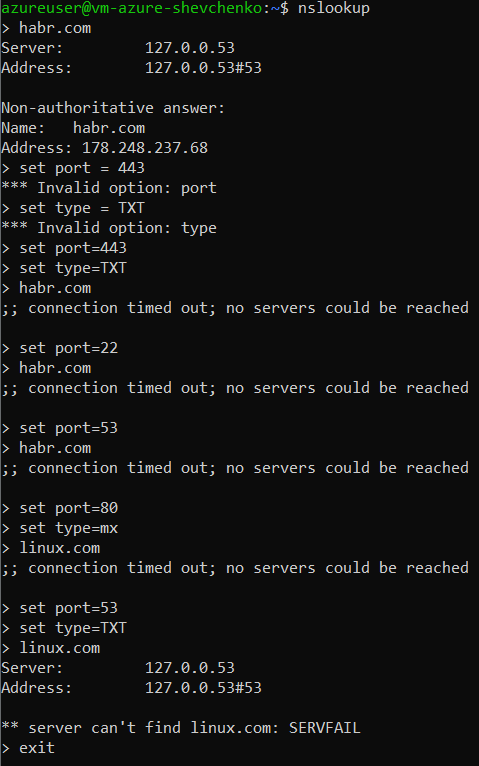 azureuser@vm-azure-shevchenko:~$ nslookup
> habr.com
Server:         127.0.0.53
Address:        127.0.0.53#53

Non-authoritative answer:
Name:   habr.com
Address: 178.248.237.68
> set port = 443
*** Invalid option: port
> set type = TXT
*** Invalid option: type
> set port=443
> set type=TXT
> habr.com
;; connection timed out; no servers could be reached

> set port=22
> habr.com
;; connection timed out; no servers could be reached

> set port=53
> habr.com
;; connection timed out; no servers could be reached

> set port=80
> set type=mx
> linux.com
;; connection timed out; no servers could be reached

> set port=53
> set type=TXT
> linux.com
Server:         127.0.0.53
Address:        127.0.0.53#53

** server can't find linux.com: SERVFAIL
> exit